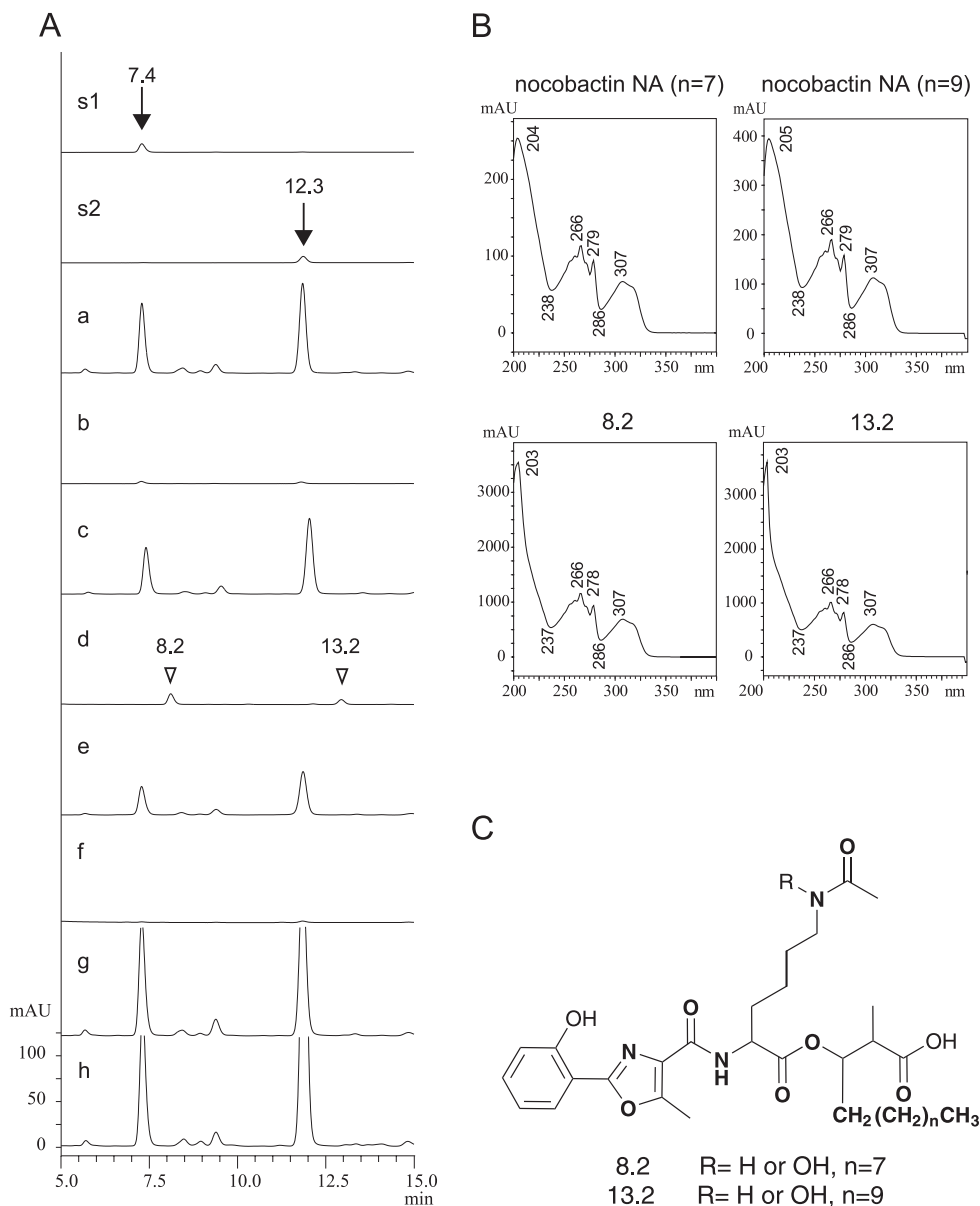 A
s1
7.4
s2
12.3
a
b
c
d
8.2
13.2
e
f
g
mAU
h
100
50
0
5.0 7.5 10.0 12.5 15.0
min
B
nocobactin NA (n=7)
mAU
204
200
266
279
307
100
238
286
0
200 250 300 350 nm
nocobactin NA (n=9)
mAU
400
205
300
266
279
307
200
100
238
286
0
200 250 300 350 nm
8.2
mAU
203
3000
2000
266
278
307
1000
237
286
0
200 250 300 350 nm
13.2
mAU
203
3000
2000
266
278
307
1000
237
286
0
200 250 300 350 nm
C
O
R
N
OH
O
O
N
N
H
O
O
O
OH
O
CH2(CH2)nCH3
8.2 R= H or OH, n=7
13.2 R= H or OH, n=9